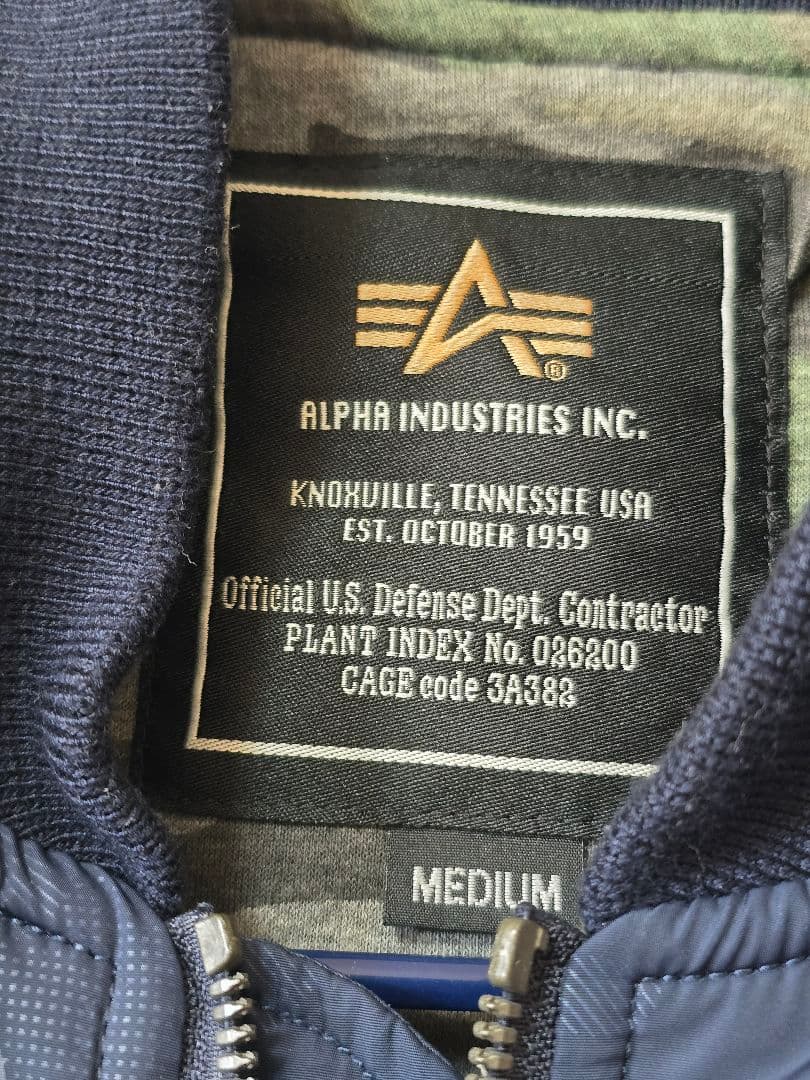 ®
ALPHA INDUSTRIES INC.
KNOXVILLE, TENNESSEE USA
EST. OCTOBER 1959
Official U.S. Defense Dept. Contractor
PLANT INDEX No. 026200
CAGE code 3A382
MEDIUM